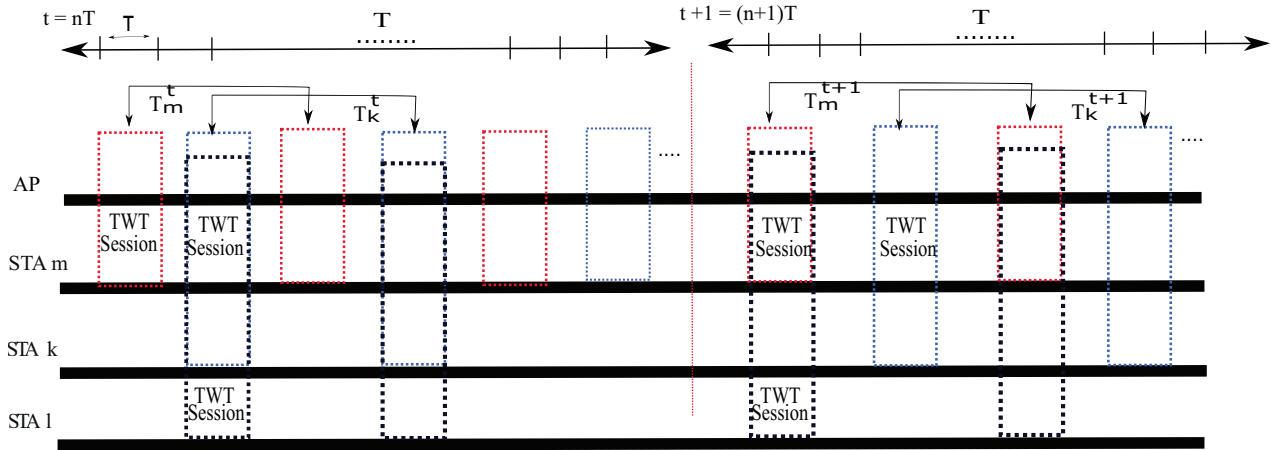 t = nT
T
T
........
t +1 = (n+1)T
T
........
T_m^t
T_k^t
T_m^{t+1}
T_k^{t+1}
....
....
AP
TWT
Session
TWT
Session
TWT
Session
TWT
Session
STA m
STA k
TWT
Session
TWT
Session
STA l